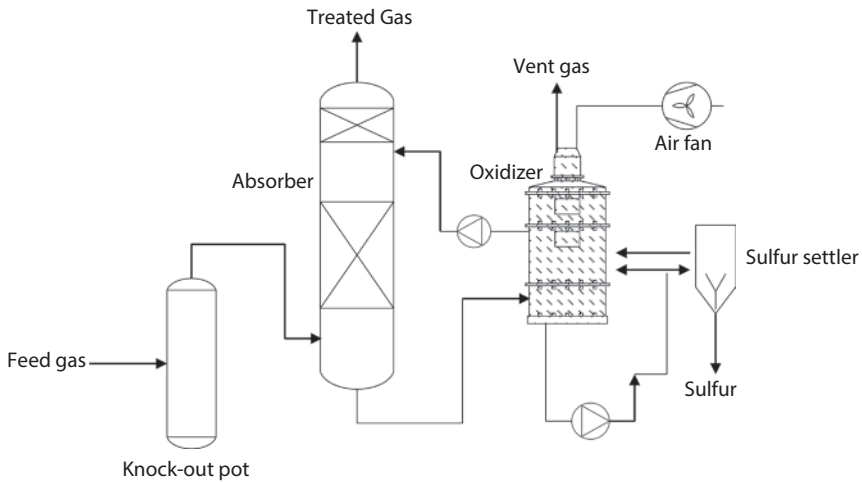 Treated Gas
Vent gas
Air fan
Absorber
Oxidizer
Sulfur settler
Feed gas
Sulfur
Knock-out pot